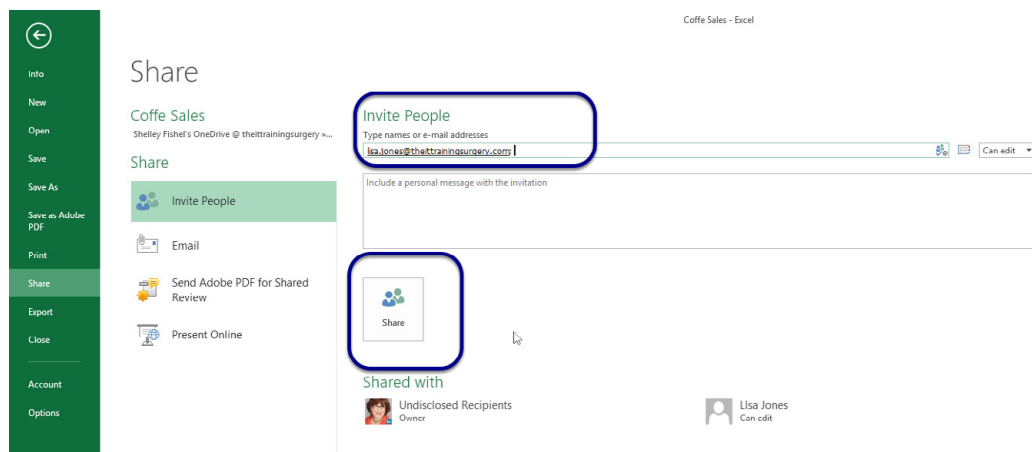 Coffe Sales - Excel
Info
New
Open
Save
Save As
Save as Adobe
PDF
Print
Share
Export
Close
Account
Options
Share
Coffe Sales
Shelley Fishel's OneDrive @ theittrainingsurgery »...
Share
Invite People
Email
Send Adobe PDF for Shared
Review
Present Online
Invite People
Type names or e-mail addresses
lsa.jones@theittrainingsurgery.com;
Can edit
Include a personal message with the invitation
Share
Shared with
Undisclosed Recipients
Owner
LIsa Jones
Can edit